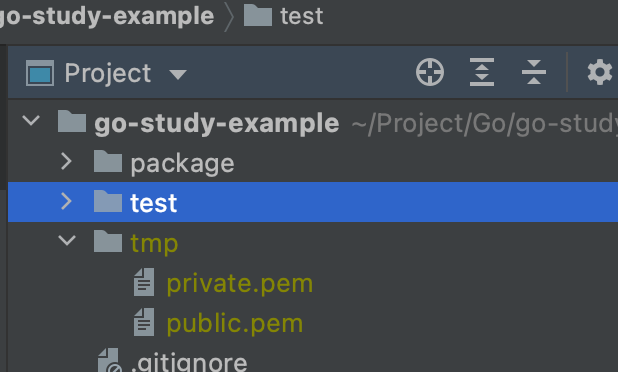 go-study-example 〉 test
Project
go-study-example ~/Project/Go/go-study
package
test
tmp
private.pem
public.pem
.gitignore